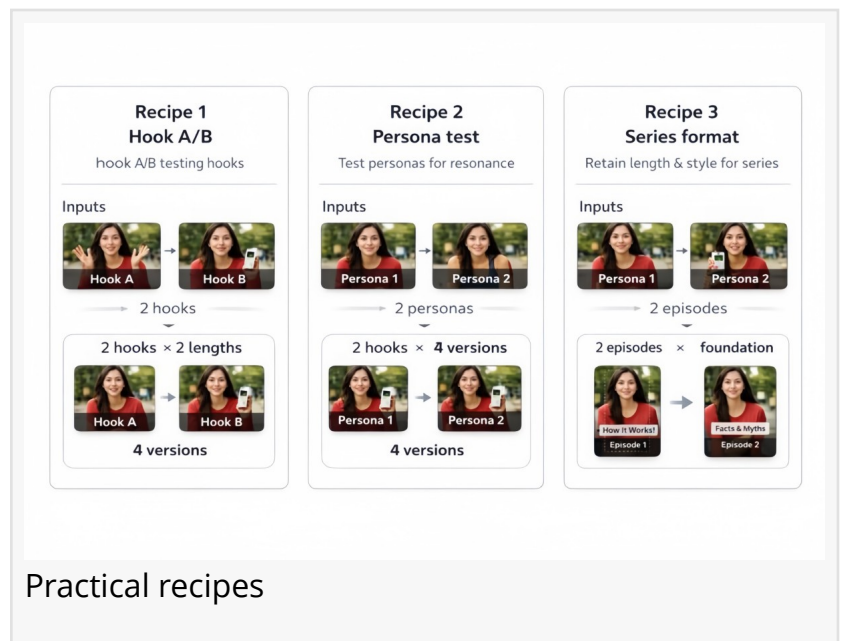 Recipe 1
Hook A/B
hook A/B testing hooks
Inputs
Hook A
Hook B
2 hooks
2 hooks × 2 lengths
Hook A
Hook B
4 versions
Recipe 2
Persona test
Test personas for resonance
Inputs
Persona 1
Persona 2
2 personas
2 hooks × 4 versions
Persona 1
Persona 2
4 versions
Recipe 3
Series format
Retain length & style for series
Inputs
Persona 1
Persona 2
2 episodes
2 episodes × foundation
How It Works!
Episode 1
Facts & Myths
Episode 2
Practical recipes